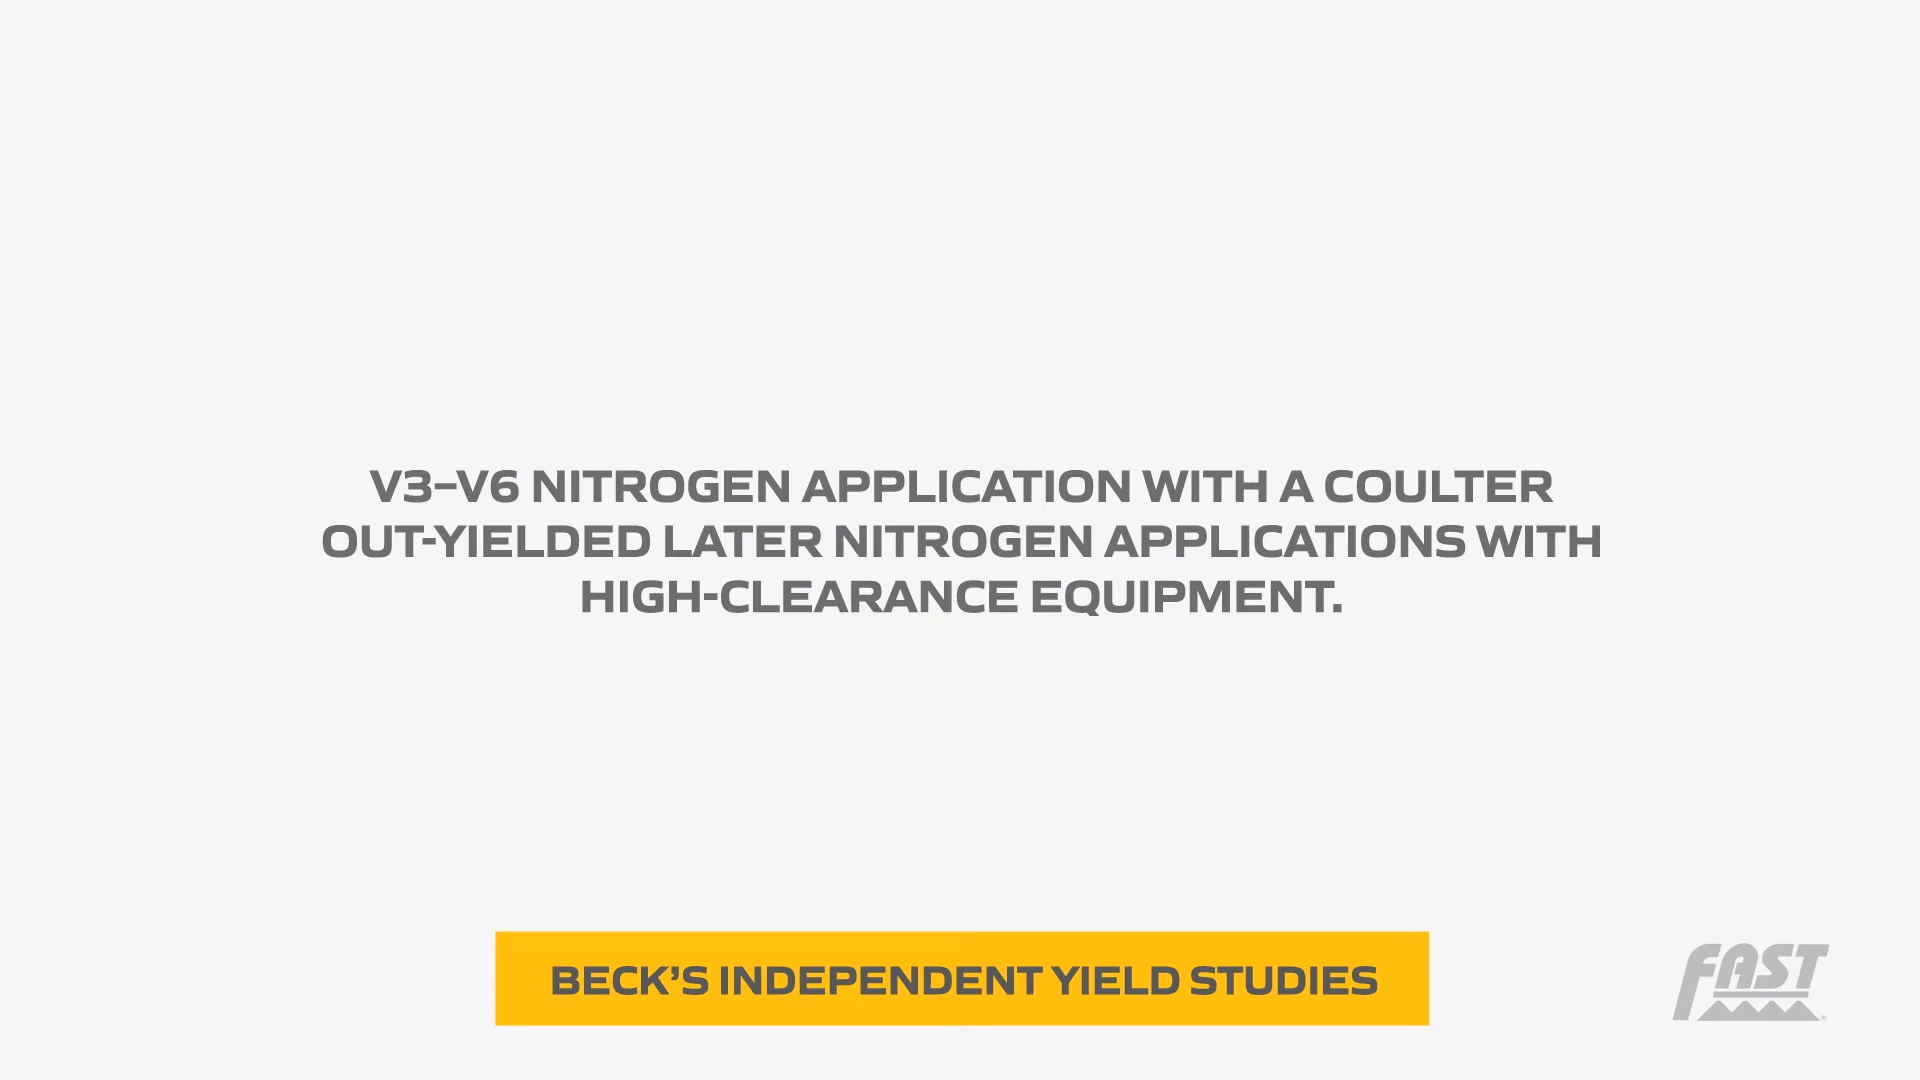 V3–V6 NITROGEN APPLICATION WITH A COULTER
OUT-YIELDED LATER NITROGEN APPLICATIONS WITH
HIGH-CLEARANCE EQUIPMENT.
BECK’S INDEPENDENT YIELD STUDIES
FAST